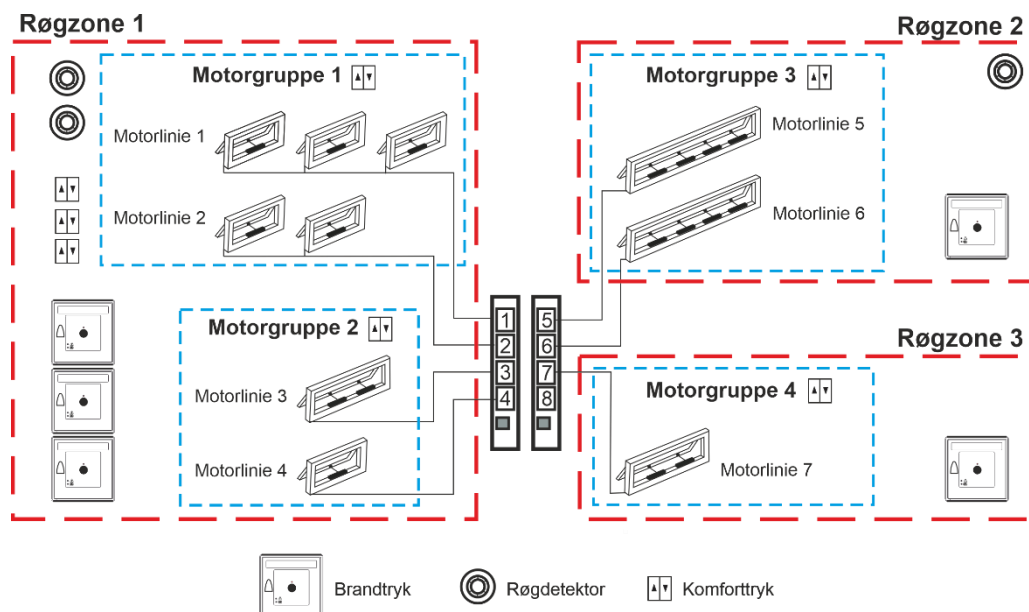 Røgzone 1
Motorgruppe 1
Motorlinie 1
Motorlinie 2
Motorgruppe 2
Motorlinie 3
Motorlinie 4
1
2
3
4
5
6
7
8
Røgzone 2
Motorgruppe 3
Motorlinie 5
Motorlinie 6
Røgzone 3
Motorgruppe 4
Motorlinie 7
Brandtryk
Røgdetektor
Komforttryk